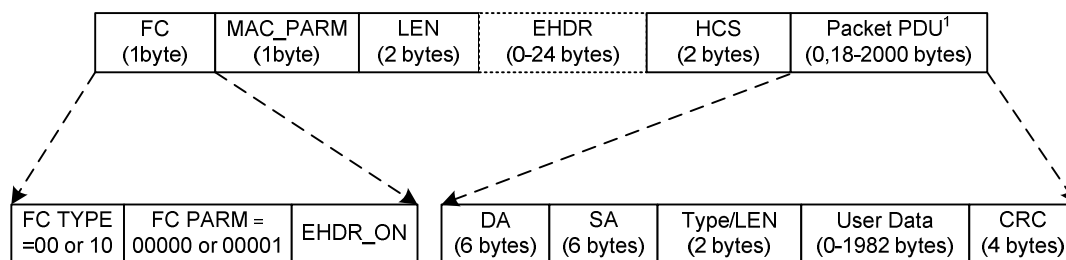 FC
(1byte)
MAC_PARM
(1byte)
LEN
(2 bytes)
EHDR
(0-24 bytes)
HCS
(2 bytes)
Packet PDU¹
(0,18-2000 bytes)
FC TYPE
=00 or 10
FC PARM =
00000 or 00001
EHDR_ON
DA
(6 bytes)
SA
(6 bytes)
Type/LEN
(2 bytes)
User Data
(0-1982 bytes)
CRC
(4 bytes)